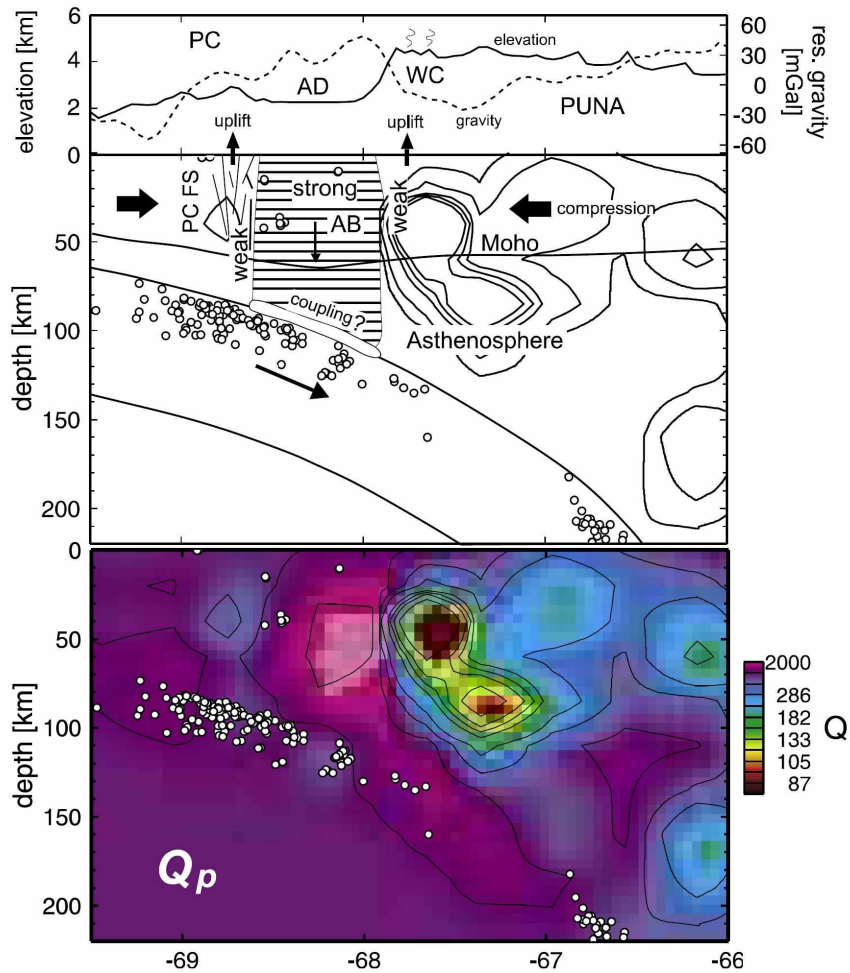 elevation [km]
6
4
2
0
PC
AD
WC
elevation
gravity
PUNA
uplift
uplift
60
30
0
-30
-60
res. gravity
[mGal]
depth [km]
50
100
150
200
PC FS
weak
strong
AB
weak
coupling?
compression
Moho
Asthenosphere
depth [km]
0
50
100
150
200
Qp
2000
286
182
133
105
87
Q
-69
-68
-67
-66